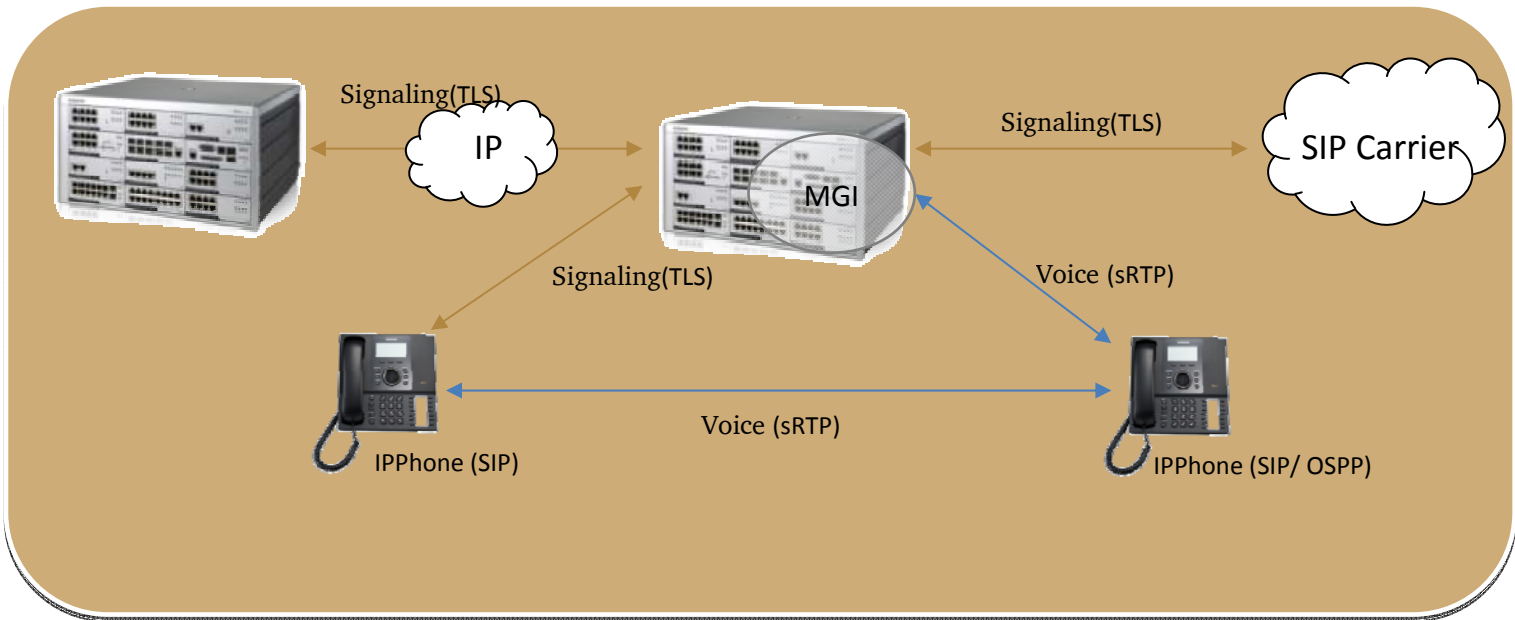 Signaling(TLS)
IP
Signaling(TLS)
SIP Carrier
MGI
Signaling(TLS)
Voice (sRTP)
Voice (sRTP)
IPPhone (SIP)
IPPhone (SIP/ OSPP)